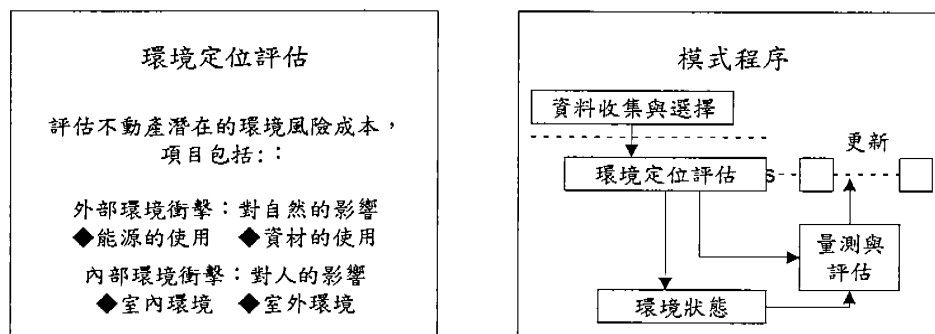 環境定位評估
評估不動產潛在的環境風險成本，
項目包括：：
外部環境衝擊：對自然的影響
◆能源的使用 ◆資材的使用
內部環境衝擊：對人的影響
◆室內環境 ◆室外環境
模式程序
資料收集與選擇
更新
環境定位評估
s
量測與
評估
環境狀態